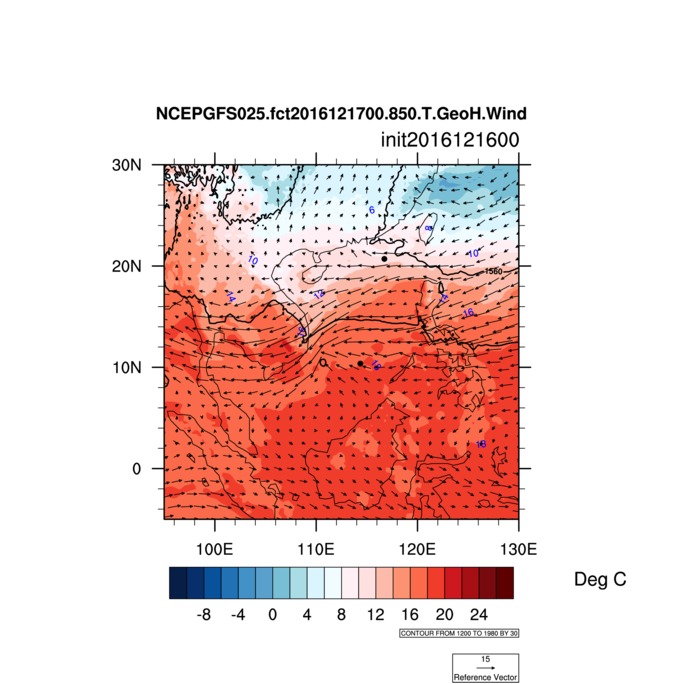 NCEPGFS025.fct2016121700.850.T.GeoH.Wind
init2016121600
30N
20N
10N
0
6
8
10
10
14
12
1560
16
18
100E 110E 120E 130E
Deg C
-8 -4 0 4 8 12 16 20 24
CONTOUR FROM 1200 TO 1980 BY 30
15
Reference Vector